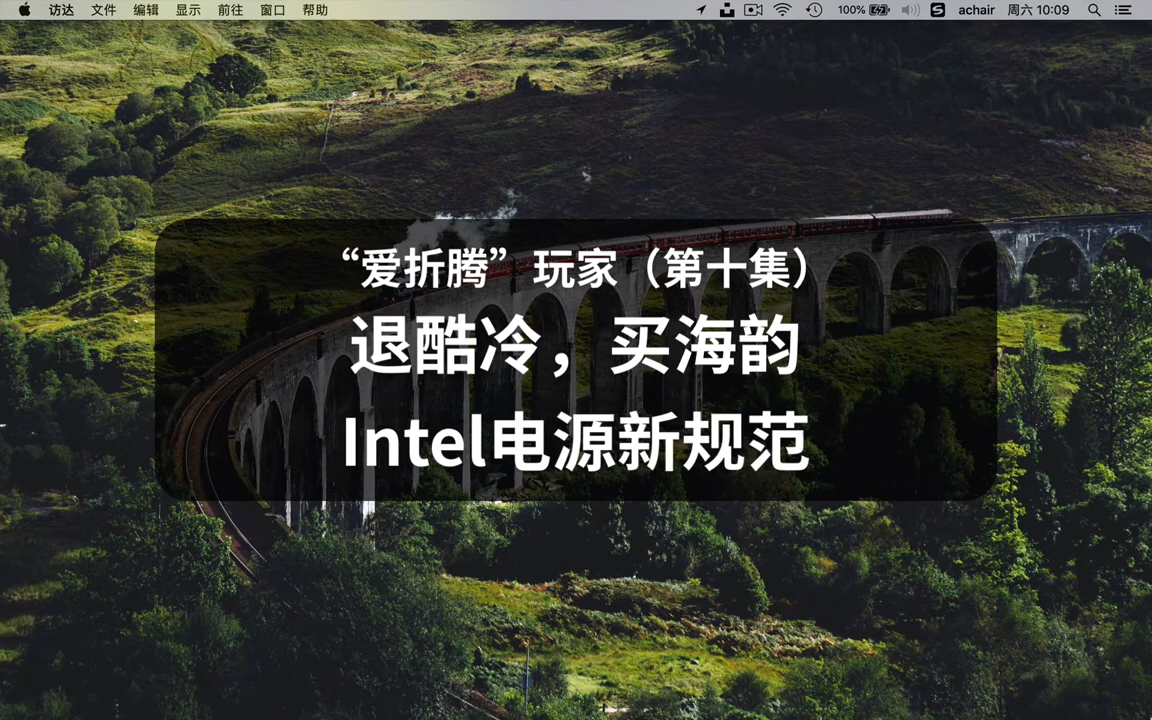 访达 文件 编辑 显示 前往 窗口 帮助 100% achair 周六 10:09
“爱折腾”玩家（第十集）
退酷冷，买海韵
Intel电源新规范